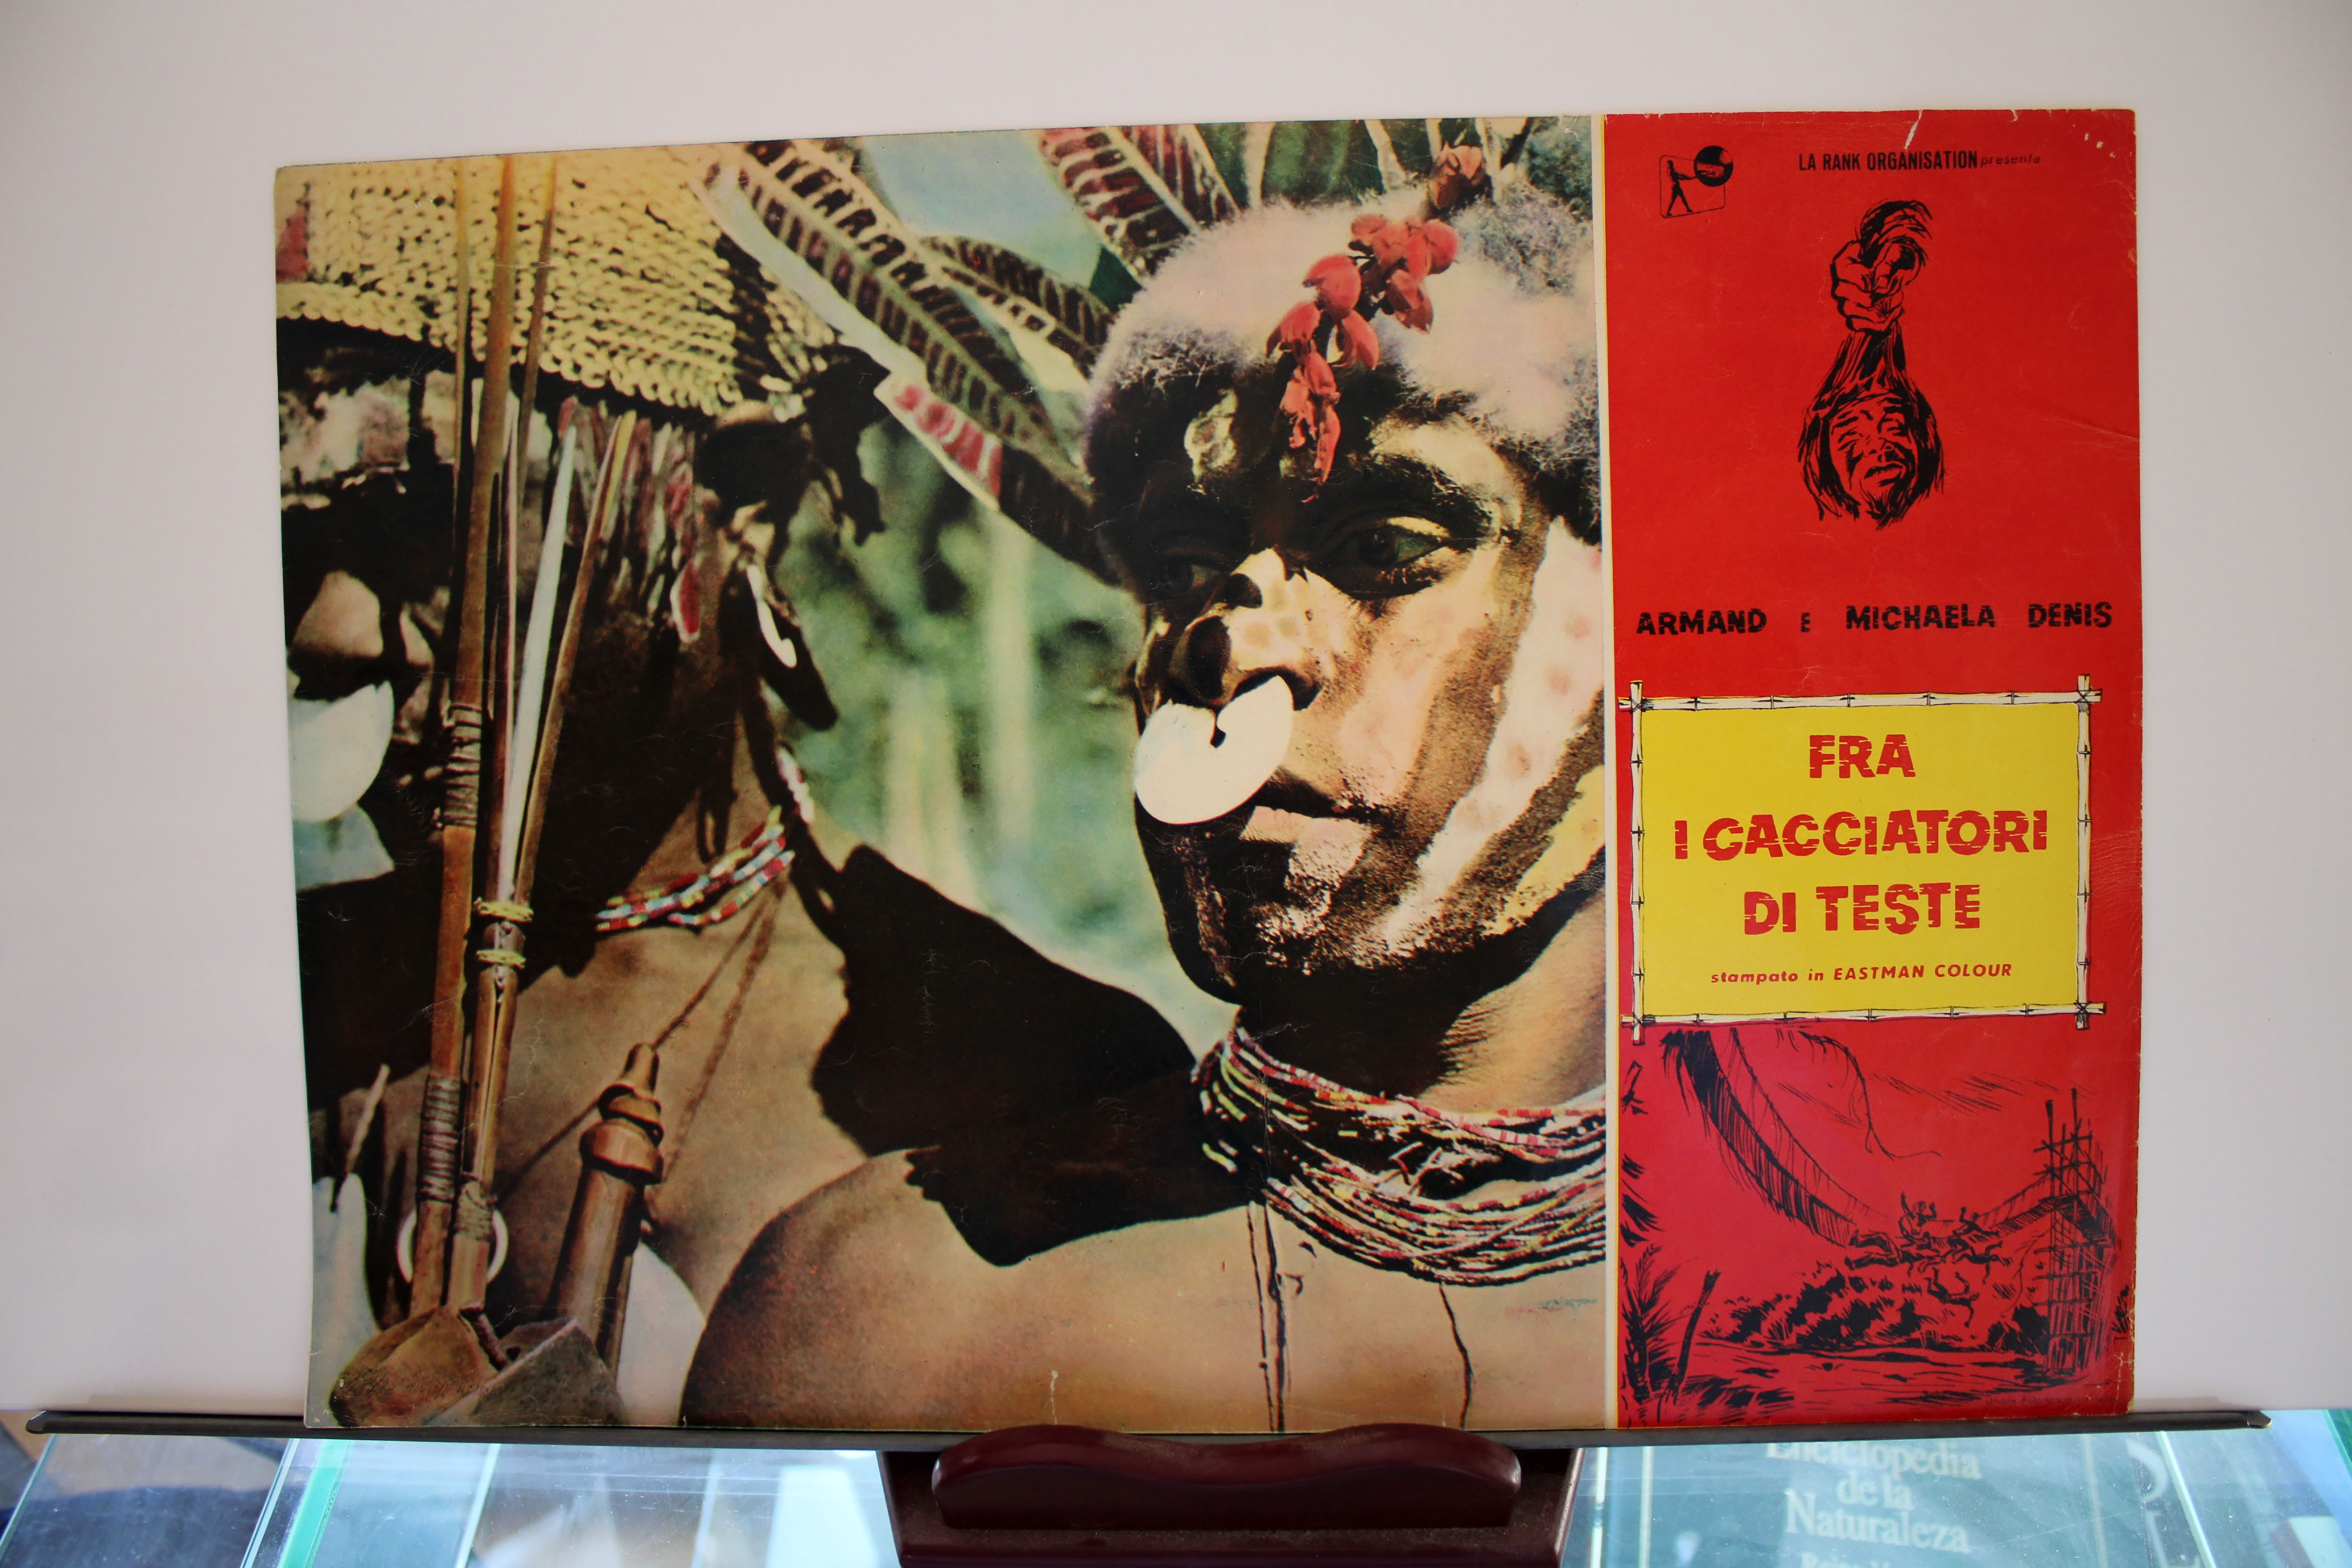 LA RANK ORGANISATION presenta
ARMAND E MICHAELA DENIS
FRA
I CACCIATORI
DI TESTE
stampato in EASTMAN COLOUR
Enciclopedia
de la
Naturaleza